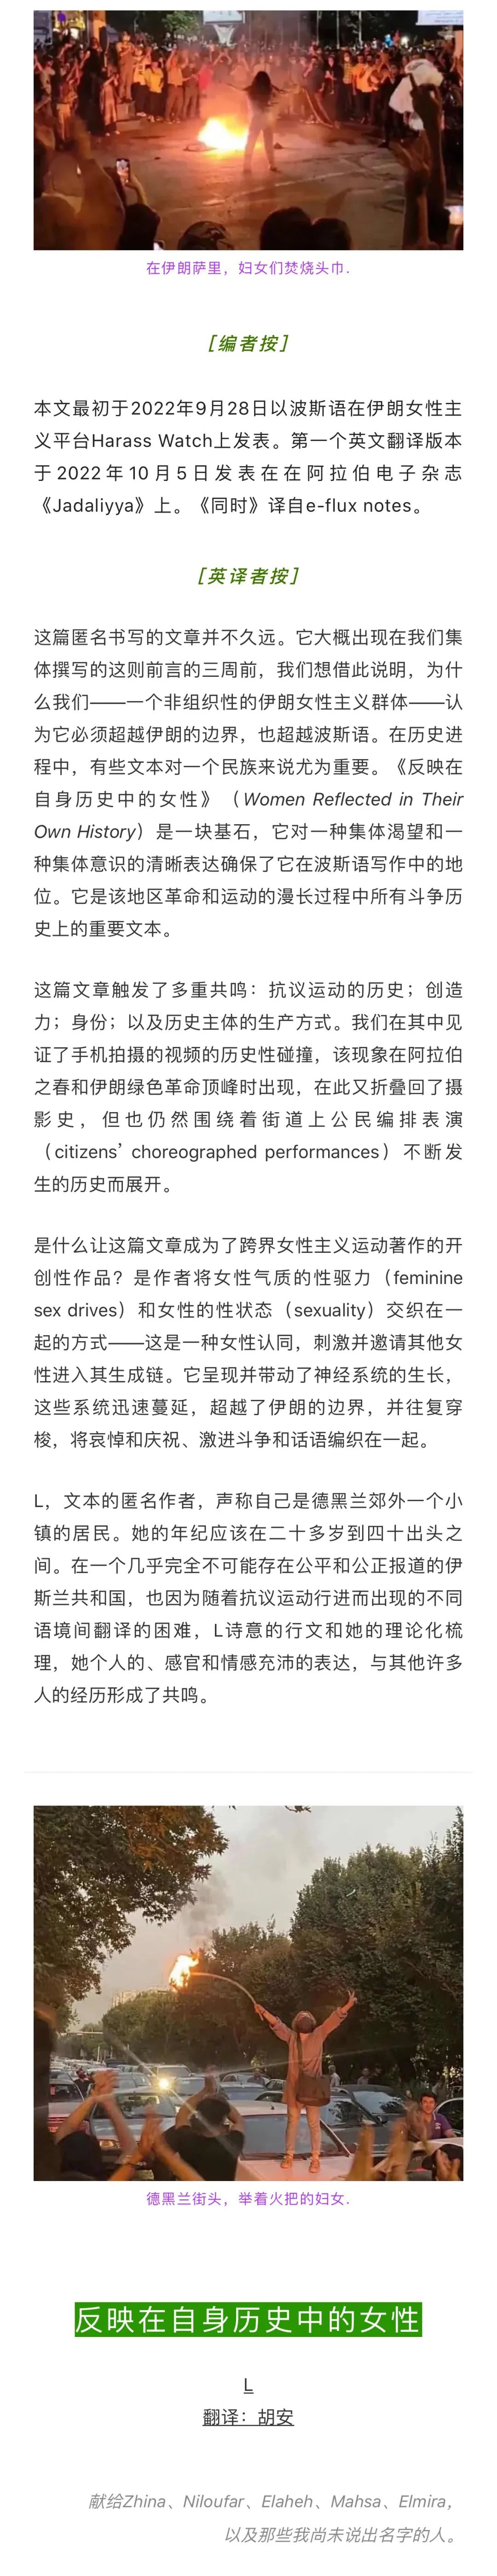 在伊朗萨里，妇女们焚烧头巾.
[编者按]
本文最初于2022年9月28日以波斯语在伊朗女性主
义平台Harass Watch上发表。第一个英文翻译版本
于2022年10月5日发表在在阿拉伯电子杂志
《Jadaliyya》上。《同时》译自e-flux notes。
[英译者按]
这篇匿名书写的文章并不久远。它大概出现在我们集
体撰写的这则前言的三周前，我们想借此说明，为什
么我们——一个非组织性的伊朗女性主义群体——认
为它必须超越伊朗的边界，也超越波斯语。在历史进
程中，有些文本对一个民族来说尤为重要。《反映在
自身历史中的女性》（Women Reflected in Their
Own History）是一块基石，它对一种集体渴望和一
种集体意识的清晰表达确保了它在波斯语写作中的地
位。它是该地区革命和运动的漫长过程中所有斗争历
史上的重要文本。
这篇文章触发了多重共鸣：抗议运动的历史；创造
力；身份；以及历史主体的生产方式。我们在其中见
证了手机拍摄的视频的历史性碰撞，该现象在阿拉伯
之春和伊朗绿色革命顶峰时出现，在此又折叠回了摄
影史，但也仍然围绕着街道上公民编排表演
（citizens’ choreographed performances）不断发
生的历史而展开。
是什么让这篇文章成为了跨界女性主义运动著作的开
创性作品？是作者将女性气质的性驱力（feminine
sex drives）和女性的性状态（sexuality）交织在一
起的方式——这是一种女性认同，刺激并邀请其他女
性进入其生成链。它呈现并带动了神经系统的生长，
这些系统迅速蔓延，超越了伊朗的边界，并往复穿
梭，将哀悼和庆祝、激进斗争和话语编织在一起。
L，文本的匿名作者，声称自己是德黑兰郊外一个小
镇的居民。她的年纪应该在二十多岁到四十出头之
间。在一个几乎完全不可能存在公平和公正报道的伊
斯兰共和国，也因为随着抗议运动行进而出现的不同
语境间翻译的困难，L诗意的行文和她的理论化梳
理，她个人的、感官和情感充沛的表达，与其他许多
人的经历形成了共鸣。
德黑兰街头，举着火把的妇女.
反映在自身历史中的女性
L
翻译：胡安
献给Zhina、Niloufar、Elaheh、Mahsa、Elmira，
以及那些我尚未说出名字的人。